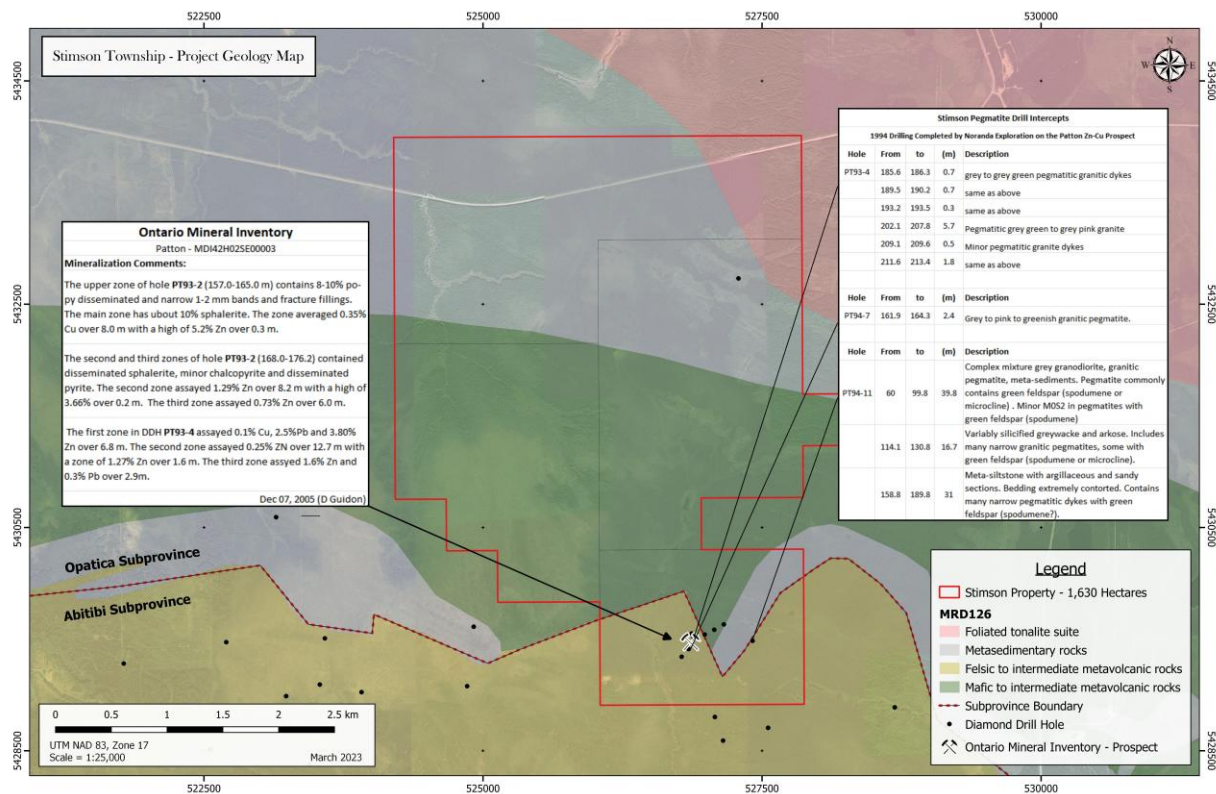 522500
525000
527500
530000
Stimson Township - Project Geology Map
N
W
E
S
5434500
5434500
5432500
5432500
5430500
5430500
5428500
5428500
Ontario Mineral Inventory
Patton - MDI42H02SE00003
Mineralization Comments:
The upper zone of hole PT93-2 (157.0-165.0 m) contains 8-10% po-
py disseminated and narrow 1-2 mm bands and fracture fillings.
The main zone has ubout 10% sphalerite. The zone averaged 0.35%
Cu over 8.0 m with a high of 5.2% Zn over 0.3 m.
The second and third zones of hole PT93-2 (168.0-176.2) contained
disseminated sphalerite, minor chalcopyrite and disseminated
pyrite. The second zone assayed 1.29% Zn over 8.2 m with a high of
3.66% over 0.2 m. The third zone assayed 0.73% Zn over 6.0 m.
The first zone in DDH PT93-4 assayed 0.1% Cu, 2.5%Pb and 3.80%
Zn over 6.8 m. The second zone assayed 0.25% ZN over 12.7 m with
a zone of 1.27% Zn over 1.6 m. The third zone assyed 1.6% Zn and
0.3% Pb over 2.9m.
Dec 07, 2005 (D Guidon)
Stimson Pegmatite Drill Intercepts
1994 Drilling Completed by Noranda Exploration on the Patton Zn-Cu Prospect
Hole From to (m) Description
PT93-4 185.6 186.3 0.7 grey to grey green pegmatitic granitic dykes
189.5 190.2 0.7 same as above
193.2 193.5 0.3 same as above
202.1 207.8 5.7 Pegmatitic grey green to grey pink granite
209.1 209.6 0.5 Minor pegmatitic granite dykes
211.6 213.4 1.8 same as above
Hole From to (m) Description
PT94-7 161.9 164.3 2.4 Grey to pink to greenish granitic pegmatite.
Hole From to (m) Description
PT94-11 60 99.8 39.8 Complex mixture grey granodiorite, granitic
pegmatite, meta-sediments. Pegmatite commonly
contains green feldspar (spodumene or
microcline) . Minor M0S2 in pegmatites with
green feldspar (spodumene)
114.1 130.8 16.7 Variably silicified greywacke and arkose. Includes
many narrow granitic pegmatites, some with
green feldspar (spodumene or microcline).
158.8 189.8 31 Meta-siltstone with argillaceous and sandy
sections. Bedding extremely contorted. Contains
many narrow pegmatitic dykes with green
feldspar (spodumene?).
Opatica Subprovince
Abitibi Subprovince
Legend
Stimson Property - 1,630 Hectares
MRD126
Foliated tonalite suite
Metasedimentary rocks
Felsic to intermediate metavolcanic rocks
Mafic to intermediate metavolcanic rocks
Subprovince Boundary
Diamond Drill Hole
Ontario Mineral Inventory - Prospect
0 0.5 1.0 1.5 2.0 2.5 km
UTM NAD 83, Zone 17
Scale = 1:25,000
March 2023
522500
525000
527500
530000